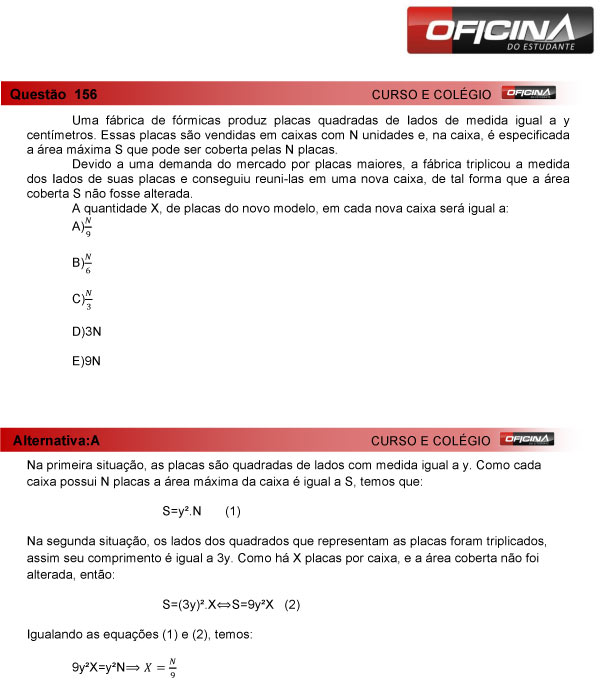 OFICINA
DO ESTUDANTE
Questão 156 CURSO E COLÉGIO OFICINA
Uma fábrica de fórmicas produz placas quadradas de lados de medida igual a y
centímetros. Essas placas são vendidas em caixas com N unidades e, na caixa, é especificada
a área máxima S que pode ser coberta pelas N placas.
Devido a uma demanda do mercado por placas maiores, a fábrica triplicou a medida
dos lados de suas placas e conseguiu reuni-las em uma nova caixa, de tal forma que a área
coberta S não fosse alterada.
A quantidade X, de placas do novo modelo, em cada nova caixa será igual a:
A) N/9
B) N/6
C) N/3
D)3N
E)9N
Alternativa:A CURSO E COLÉGIO OFICINA
Na primeira situação, as placas são quadradas de lados com medida igual a y. Como cada
caixa possui N placas a área máxima da caixa é igual a S, temos que:
S=y².N (1)
Na segunda situação, os lados dos quadrados que representam as placas foram triplicados,
assim seu comprimento é igual a 3y. Como há X placas por caixa, e a área coberta não foi
alterada, então:
S=(3y)².X⟺S=9y²X (2)
Igualando as equações (1) e (2), temos:
9y²X=y²N⟹ X = N/9